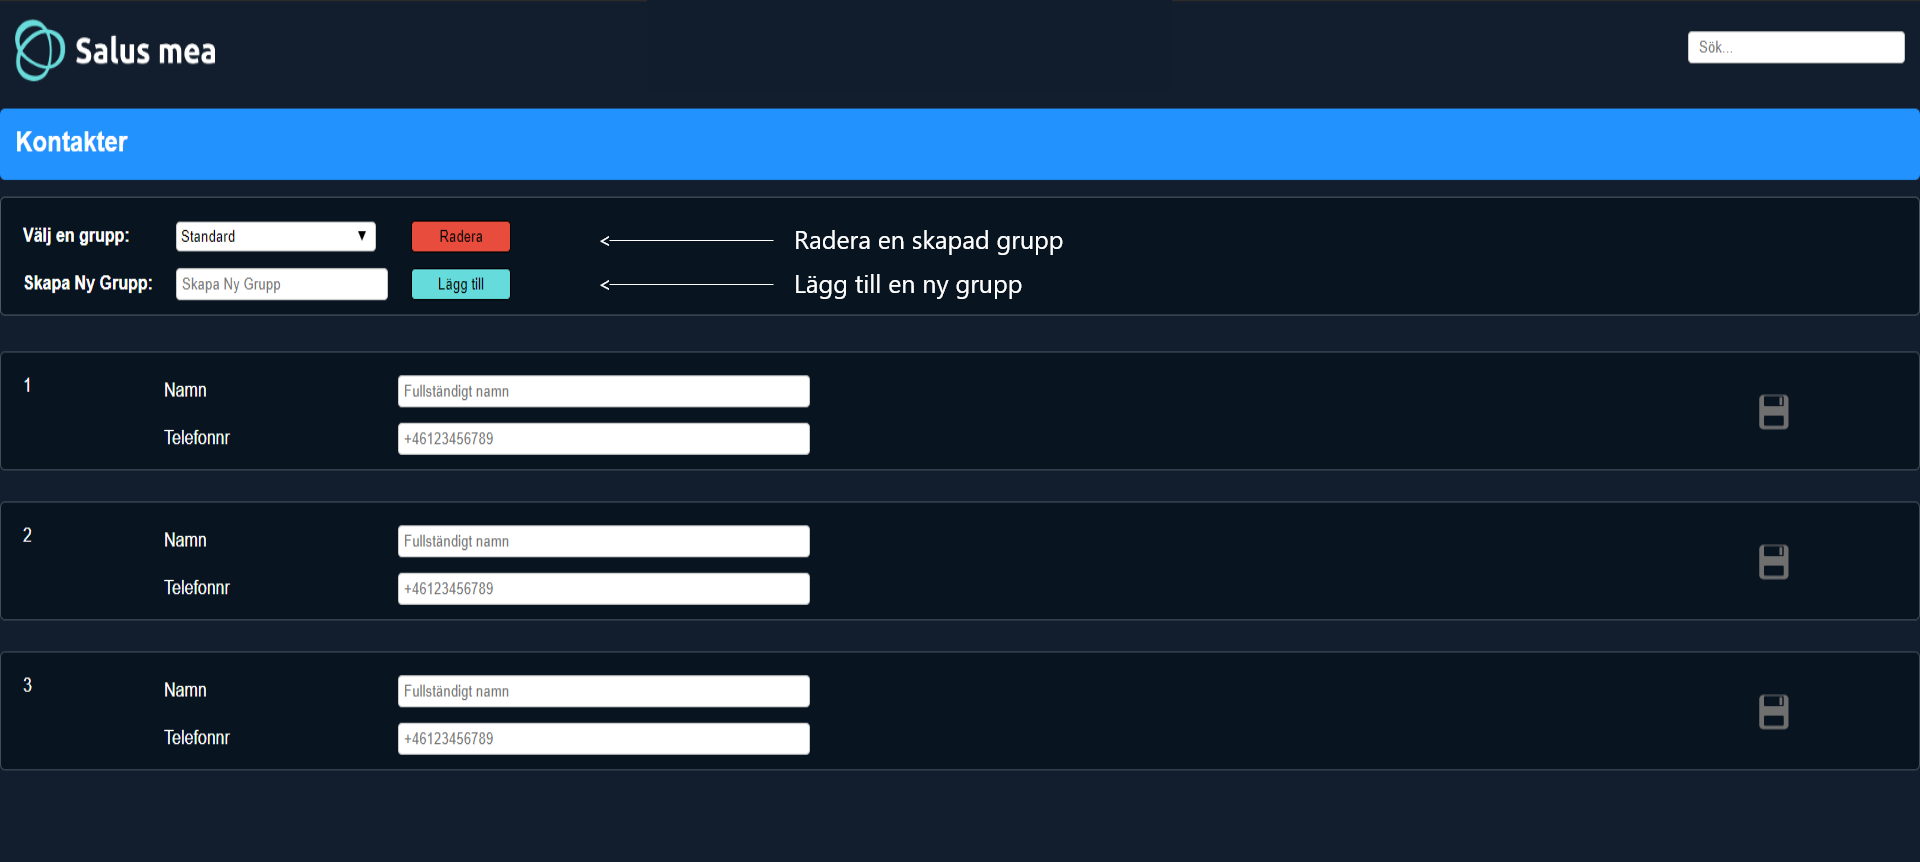 Salus mea
Sök...
Kontakter
Välj en grupp: Standard Radera Radera en skapad grupp
Skapa Ny Grupp: Skapa Ny Grupp Lägg till Lägg till en ny grupp
1 Namn Fullständigt namn
Telefonnr +46123456789
2 Namn Fullständigt namn
Telefonnr +46123456789
3 Namn Fullständigt namn
Telefonnr +46123456789